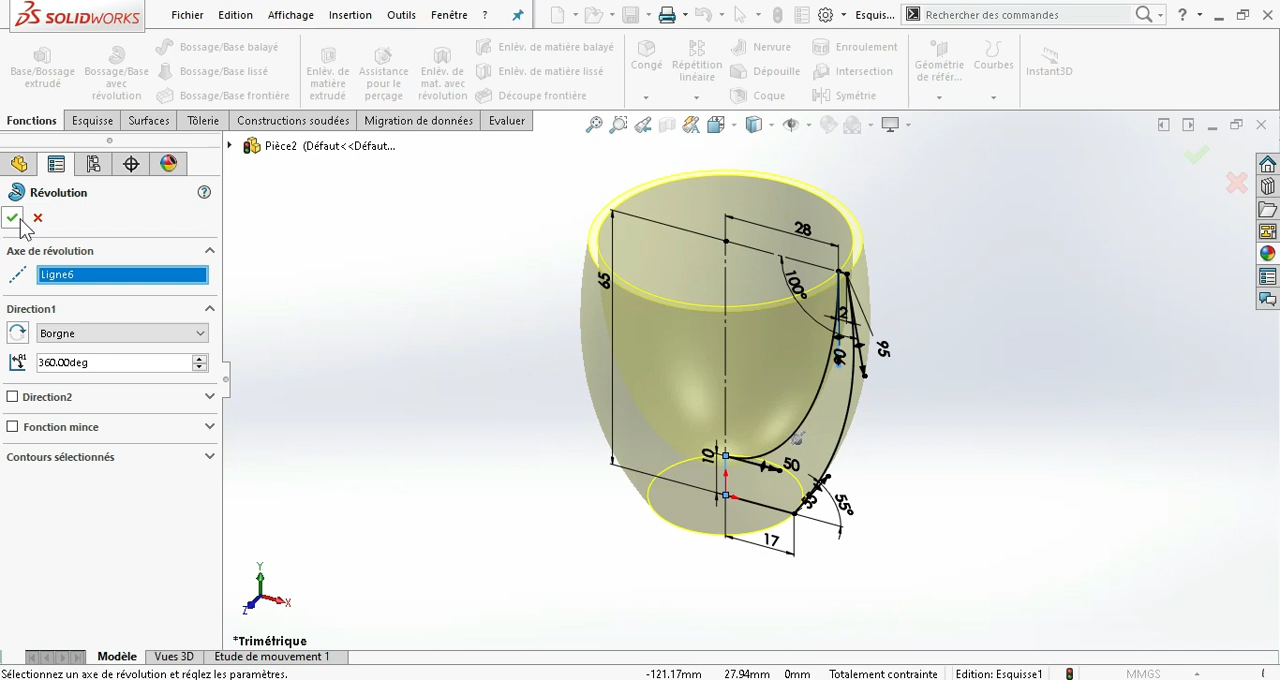 SOLIDWORKS
Fichier Edition Affichage Insertion Outils Fenêtre ?
Esquis...
Rechercher des commandes
?
Base/Bossage extrudé
Bossage/Base avec révolution
Bossage/Base balayé
Bossage/Base lissé
Bossage/Base frontière
Enlèv. de matière extrudé
Assistance pour le perçage
Enlèv. de mat. avec révolution
Enlèv. de matière balayé
Enlèv. de matière lissé
Découpe frontière
Congé
Répétition linéaire
Nervure
Dépouille
Coque
Enroulement
Intersection
Symétrie
Géométrie de référ...
Courbes
Instant3D
Fonctions Esquisse Surfaces Tôlerie Constructions soudées Migration de données Evaluer
Pièce2 (Défaut<<Défaut...
Révolution
Axe de révolution
Ligne6
Direction1
Borgne
360.00deg
Direction2
Fonction mince
Contours sélectionnés
28
65
100°
2
90
95
10
50
55°
17
Y
X
Z
*Trimétrique
Modèle Vues 3D Etude de mouvement 1
Sélectionnez un axe de révolution et réglez les paramètres.
-121.17mm 27.94mm 0mm Totalement contrainte Edition: Esquisse1 MMGS